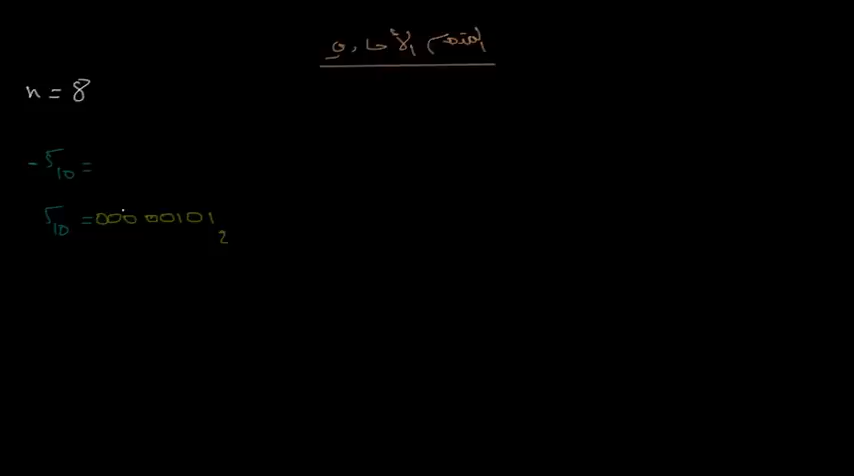 المتمم الأحادي
n = 8
-5₁₀ =
5₁₀ = 00000101₂